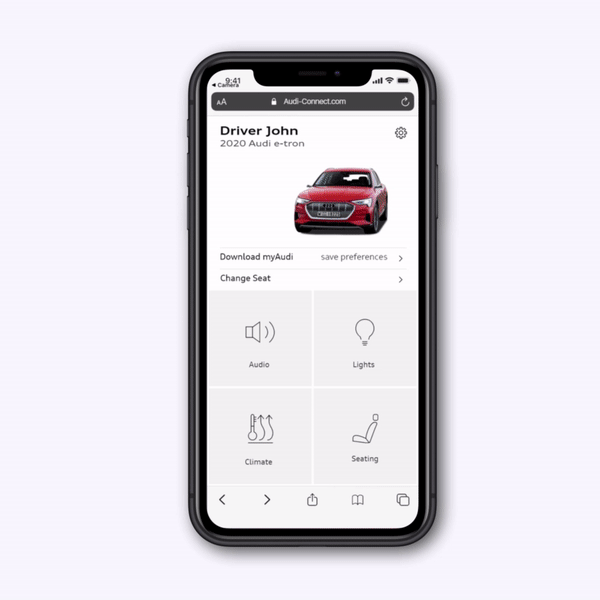 9:41
Camera
AA
Audi-Connect.com
Driver John
2020 Audi e-tron
Download myAudi save preferences
Change Seat
Audio
Lights
Climate
Seating